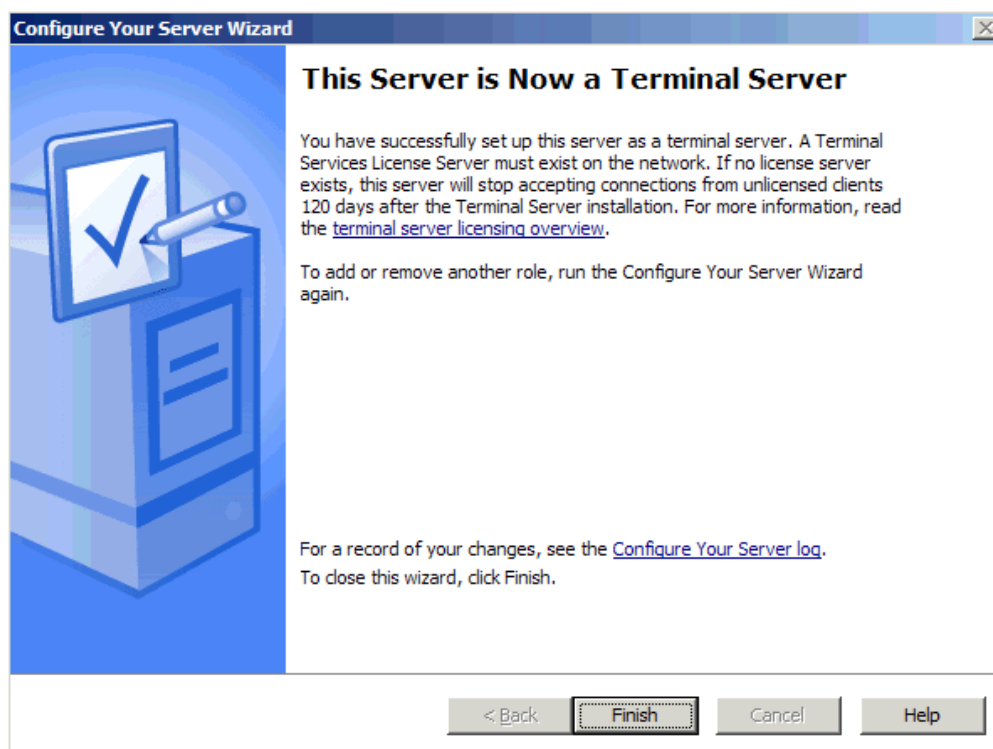 Configure Your Server Wizard
This Server is Now a Terminal Server
You have successfully set up this server as a terminal server. A Terminal
Services License Server must exist on the network. If no license server
exists, this server will stop accepting connections from unlicensed clients
120 days after the Terminal Server installation. For more information, read
the terminal server licensing overview.
To add or remove another role, run the Configure Your Server Wizard
again.
For a record of your changes, see the Configure Your Server log.
To close this wizard, click Finish.
< Back
Finish
Cancel
Help